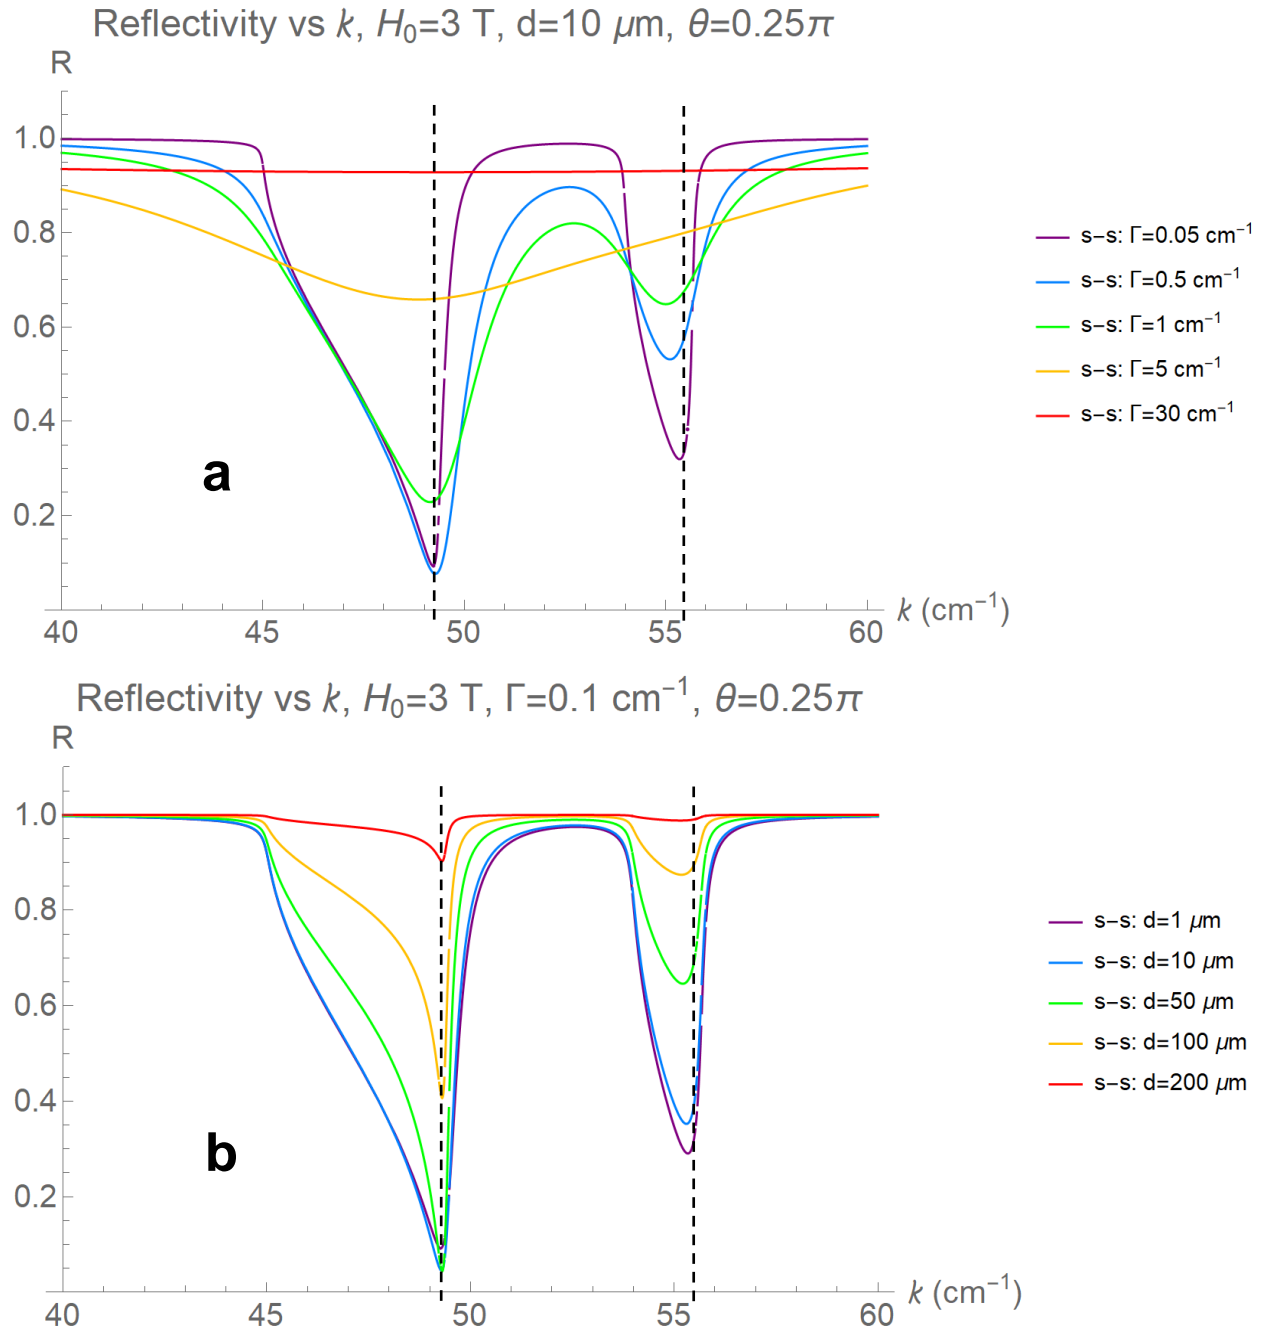 Reflectivity vs k, H₀=3 T, d=10 μm, θ=0.25π
R
1.0
0.8
0.6
0.4
0.2
a
40 45 50 55 60
k (cm⁻¹)
s–s: Γ=0.05 cm⁻¹
s–s: Γ=0.5 cm⁻¹
s–s: Γ=1 cm⁻¹
s–s: Γ=5 cm⁻¹
s–s: Γ=30 cm⁻¹
Reflectivity vs k, H₀=3 T, Γ=0.1 cm⁻¹, θ=0.25π
R
1.0
0.8
0.6
0.4
0.2
b
40 45 50 55 60
k (cm⁻¹)
s–s: d=1 μm
s–s: d=10 μm
s–s: d=50 μm
s–s: d=100 μm
s–s: d=200 μm